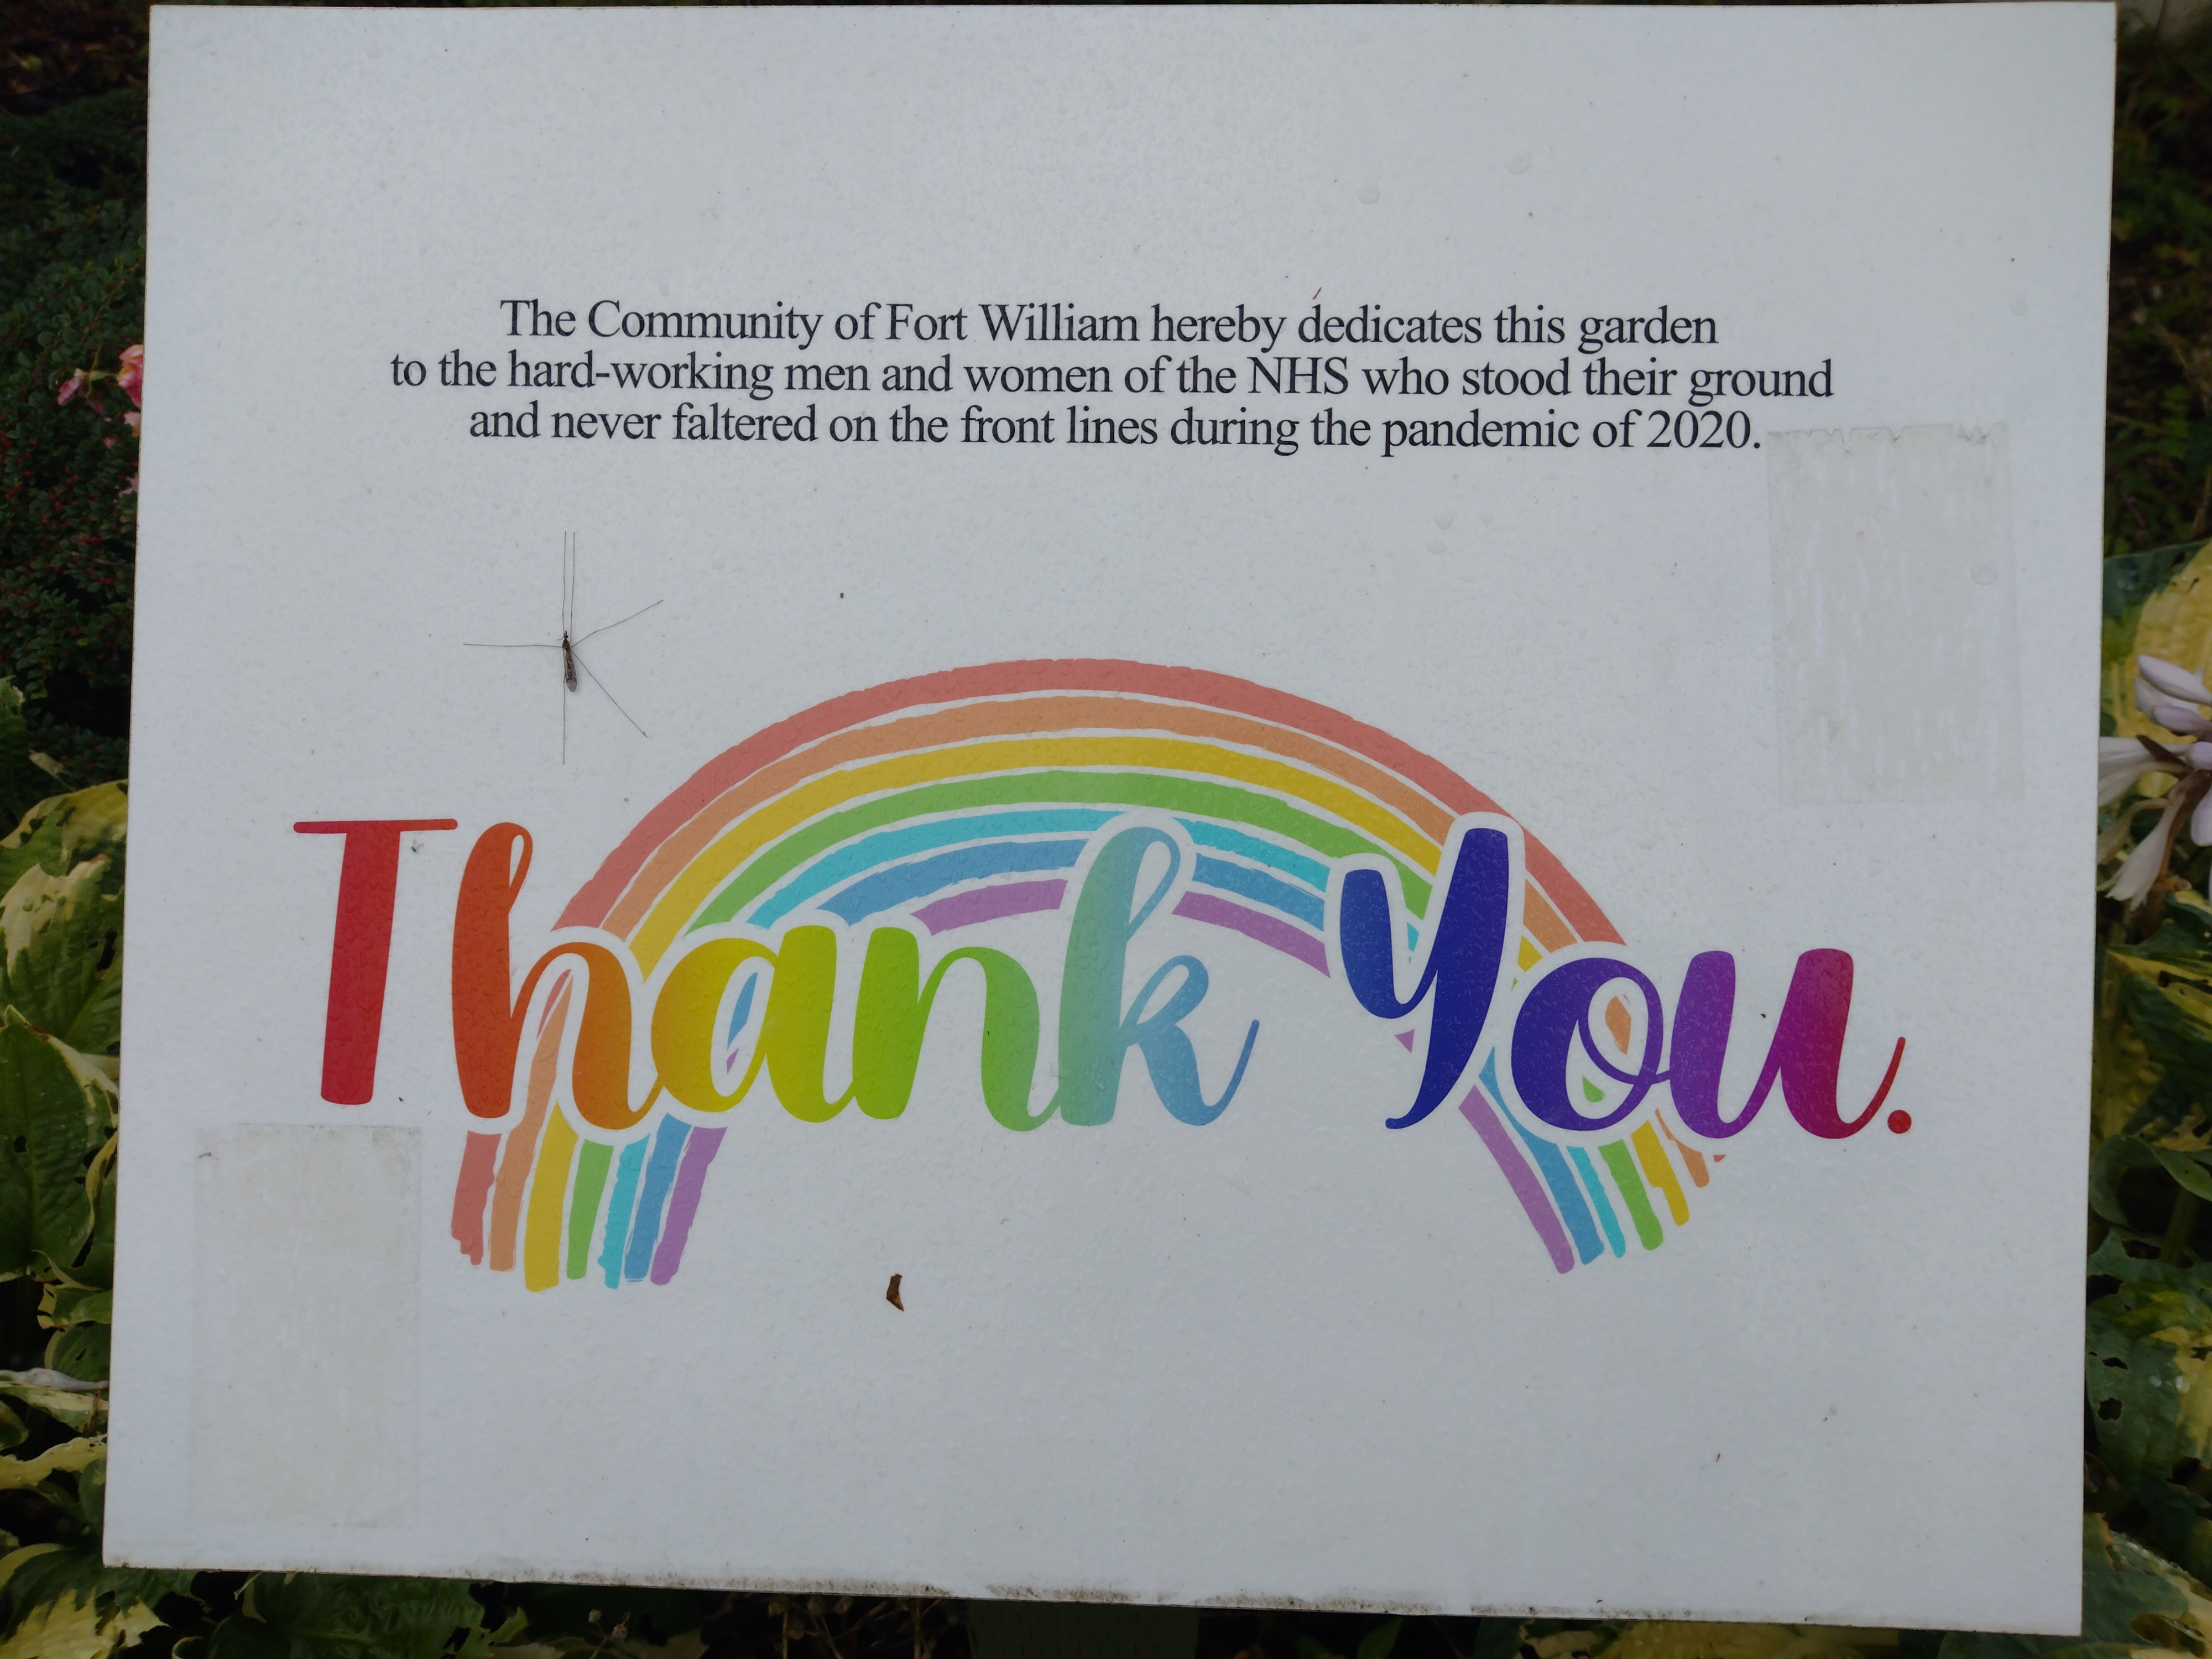 The Community of Fort William hereby dedicates this garden
to the hard-working men and women of the NHS who stood their ground
and never faltered on the front lines during the pandemic of 2020.
Thank You.